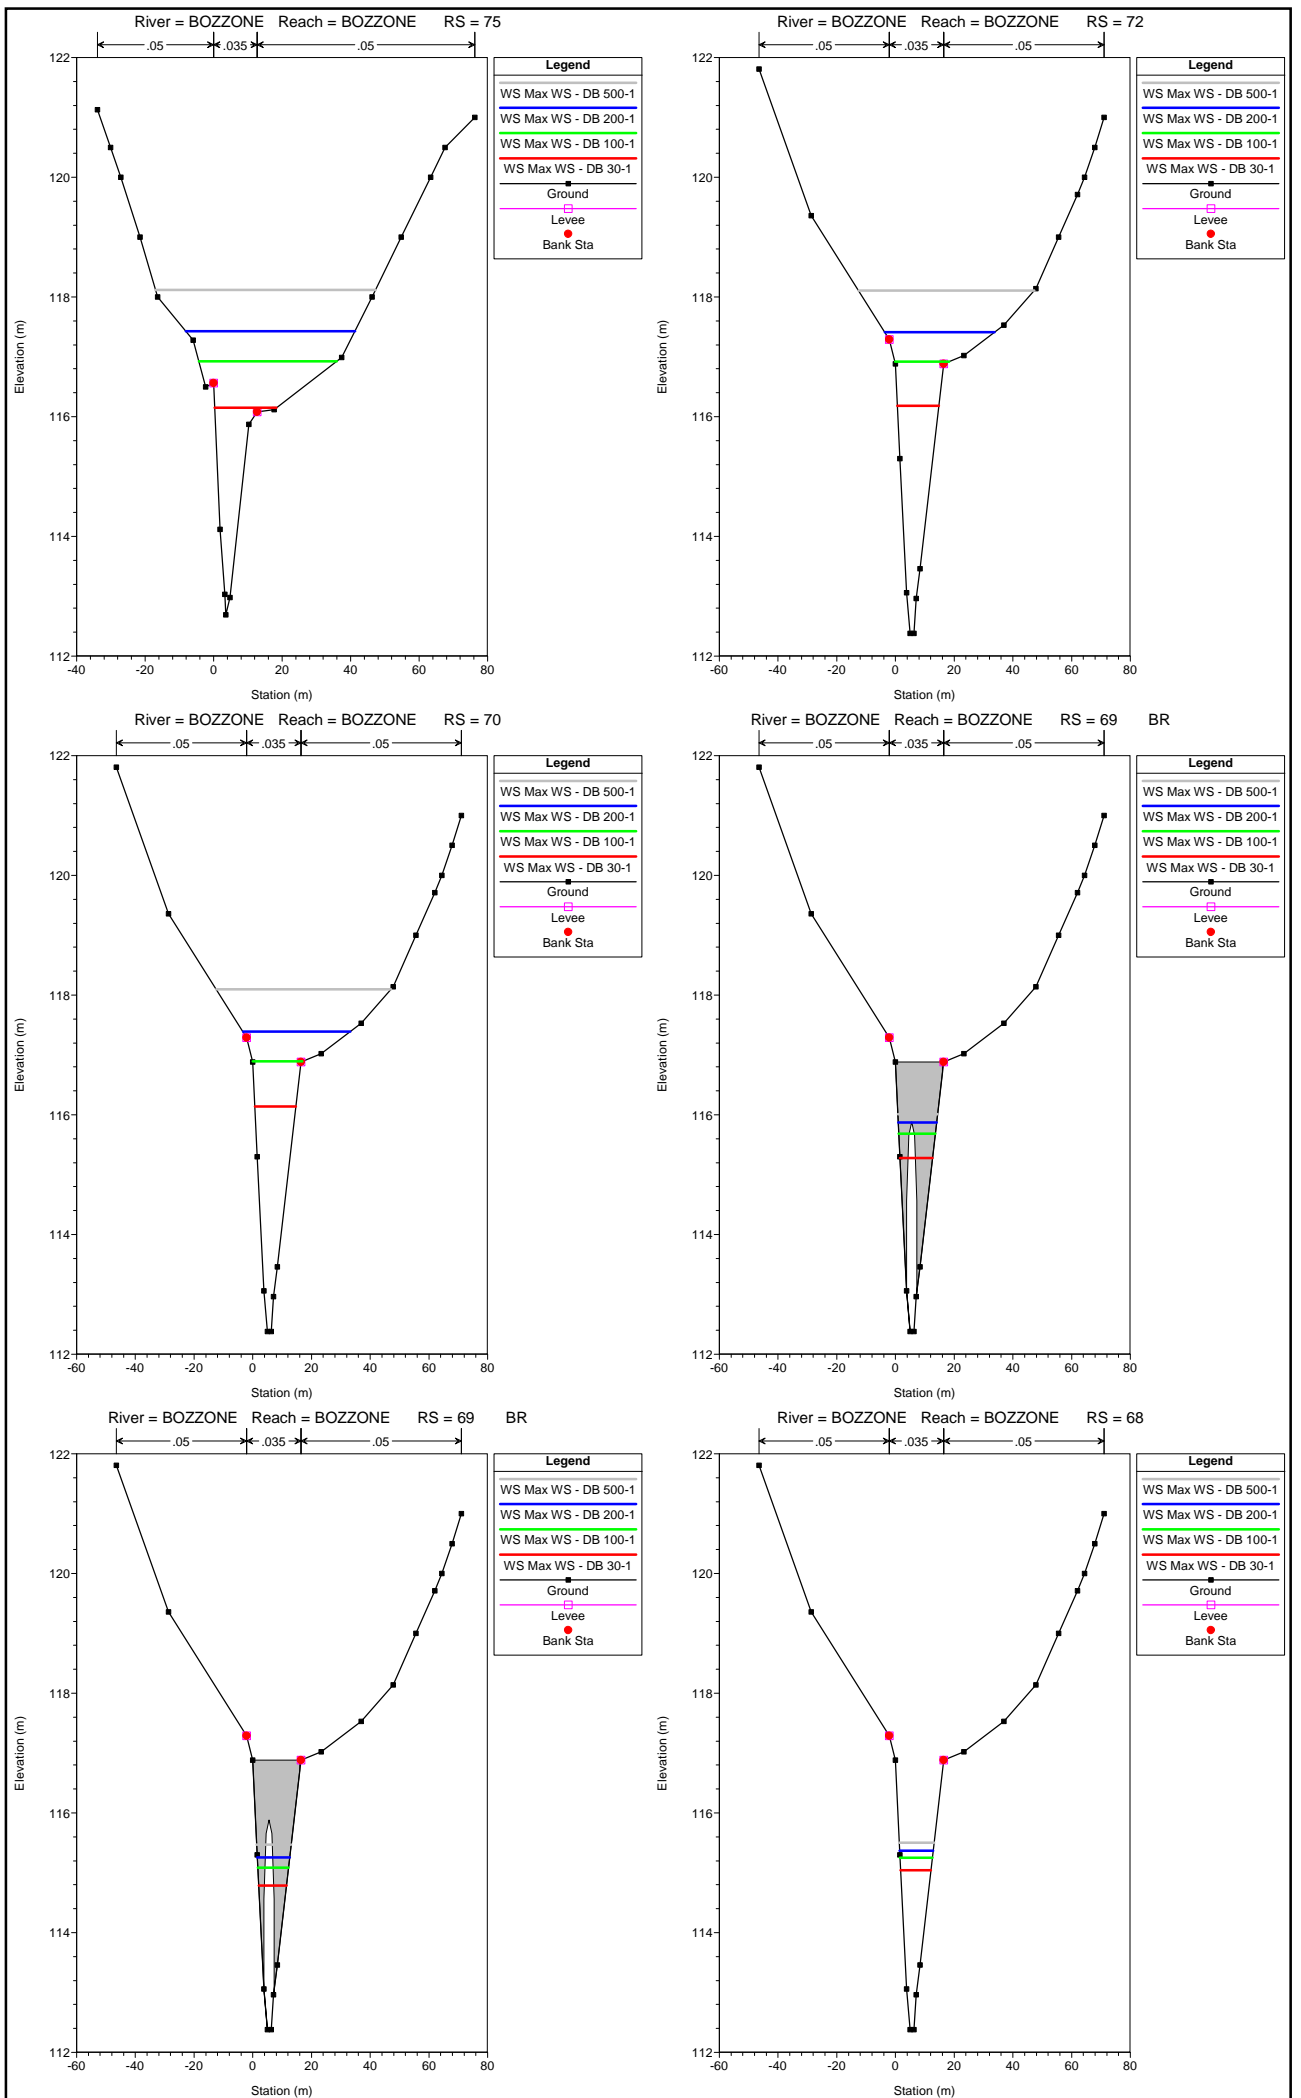 River = BOZZONE Reach = BOZZONE RS = 75
.05 .035 .05
Legend
WS Max WS - DB 500-1
WS Max WS - DB 200-1
WS Max WS - DB 100-1
WS Max WS - DB 30-1
Ground
Levee
Bank Sta
Elevation (m)
122
120
118
116
114
112
-40 -20 0 20 40 60 80
Station (m)
River = BOZZONE Reach = BOZZONE RS = 72
.05 .035 .05
Legend
WS Max WS - DB 500-1
WS Max WS - DB 200-1
WS Max WS - DB 100-1
WS Max WS - DB 30-1
Ground
Levee
Bank Sta
Elevation (m)
122
120
118
116
114
112
-60 -40 -20 0 20 40 60 80
Station (m)
River = BOZZONE Reach = BOZZONE RS = 70
.05 .035 .05
Legend
WS Max WS - DB 500-1
WS Max WS - DB 200-1
WS Max WS - DB 100-1
WS Max WS - DB 30-1
Ground
Levee
Bank Sta
Elevation (m)
122
120
118
116
114
112
-60 -40 -20 0 20 40 60 80
Station (m)
River = BOZZONE Reach = BOZZONE RS = 69 BR
.05 .035 .05
Legend
WS Max WS - DB 500-1
WS Max WS - DB 200-1
WS Max WS - DB 100-1
WS Max WS - DB 30-1
Ground
Levee
Bank Sta
Elevation (m)
122
120
118
116
114
112
-60 -40 -20 0 20 40 60 80
Station (m)
River = BOZZONE Reach = BOZZONE RS = 69 BR
.05 .035 .05
Legend
WS Max WS - DB 500-1
WS Max WS - DB 200-1
WS Max WS - DB 100-1
WS Max WS - DB 30-1
Ground
Levee
Bank Sta
Elevation (m)
122
120
118
116
114
112
-60 -40 -20 0 20 40 60 80
Station (m)
River = BOZZONE Reach = BOZZONE RS = 68
.05 .035 .05
Legend
WS Max WS - DB 500-1
WS Max WS - DB 200-1
WS Max WS - DB 100-1
WS Max WS - DB 30-1
Ground
Levee
Bank Sta
Elevation (m)
122
120
118
116
114
112
-60 -40 -20 0 20 40 60 80
Station (m)